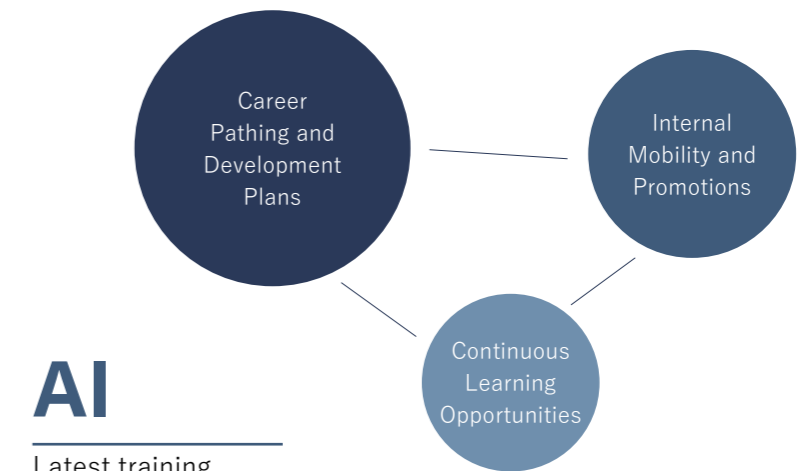 Career
Pathing and
Development
Plans
Internal
Mobility and
Promotions
Continuous
Learning
Opportunities
AI
Latest training